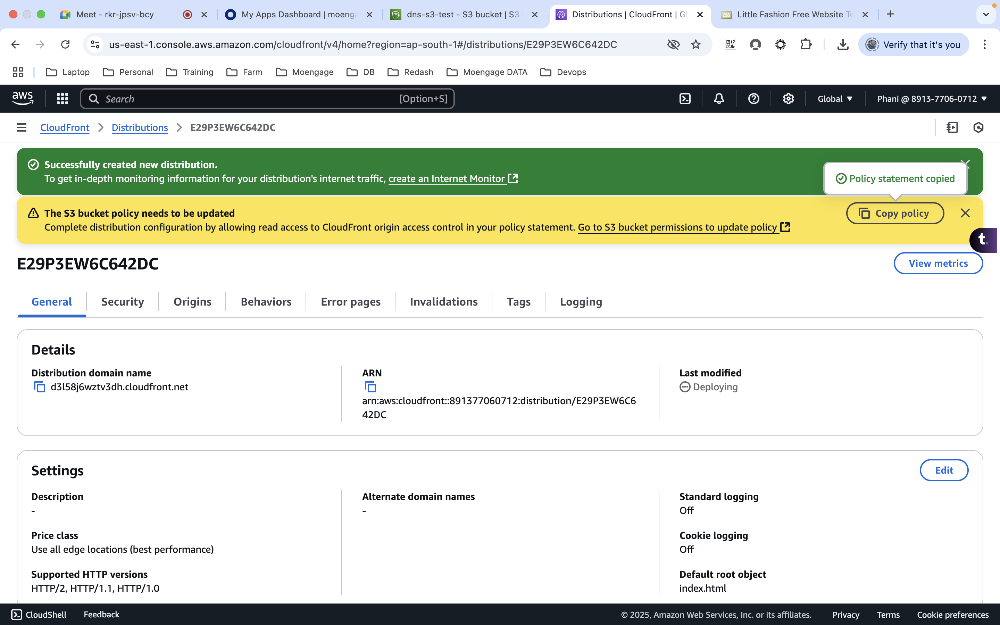 Meet - rkr-jpsv-bcy
My Apps Dashboard | moenga
dns-s3-test - S3 bucket | S3
Distributions | CloudFront | Gl
Little Fashion Free Website Te
us-east-1.console.aws.amazon.com/cloudfront/v4/home?region=ap-south-1#/distributions/E29P3EW6C642DC
Verify that it's you
Laptop
Personal
Training
Farm
Moengage
DB
Redash
Moengage DATA
Devops
aws
Search
[Option+S]
Global
Phani @ 8913-7706-0712
CloudFront
Distributions
E29P3EW6C642DC
Successfully created new distribution.
To get in-depth monitoring information for your distribution's internet traffic, create an Internet Monitor
Policy statement copied
The S3 bucket policy needs to be updated
Complete distribution configuration by allowing read access to CloudFront origin access control in your policy statement. Go to S3 bucket permissions to update policy
Copy policy
t.
E29P3EW6C642DC
View metrics
General
Security
Origins
Behaviors
Error pages
Invalidations
Tags
Logging
Details
Distribution domain name
d3l58j6wztv3dh.cloudfront.net
ARN
arn:aws:cloudfront::891377060712:distribution/E29P3EW6C6
42DC
Last modified
Deploying
Settings
Edit
Description
-
Price class
Use all edge locations (best performance)
Supported HTTP versions
HTTP/2, HTTP/1.1, HTTP/1.0
Alternate domain names
-
Standard logging
Off
Cookie logging
Off
Default root object
index.html
CloudShell
Feedback
© 2025, Amazon Web Services, Inc. or its affiliates.
Privacy
Terms
Cookie preferences